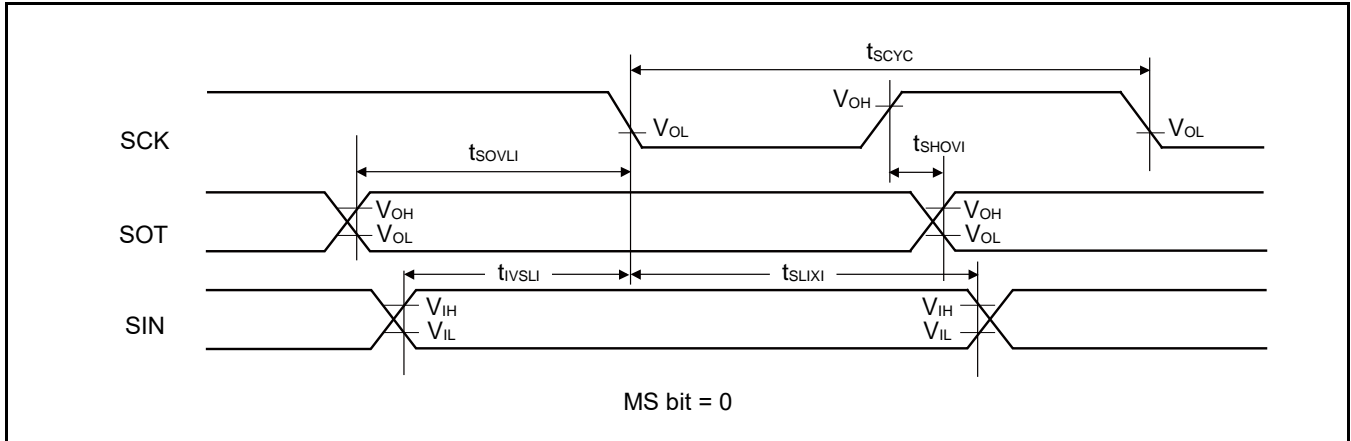 tSCYC
VOH
SCK
VOL
VOL
tSOVLI
tSHOVI
SOT
VOH
VOL
VOH
VOL
tIVSLI
tSLIXI
SIN
VIH
VIL
VIH
VIL
MS bit = 0